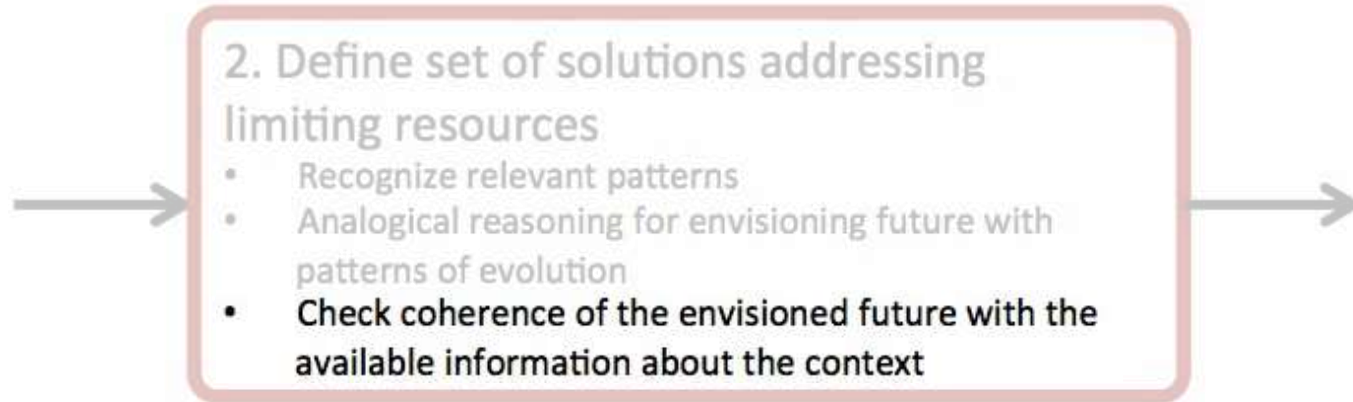 2. Define set of solutions addressing
limiting resources
• Recognize relevant patterns
• Analogical reasoning for envisioning future with
patterns of evolution
• Check coherence of the envisioned future with the
available information about the context